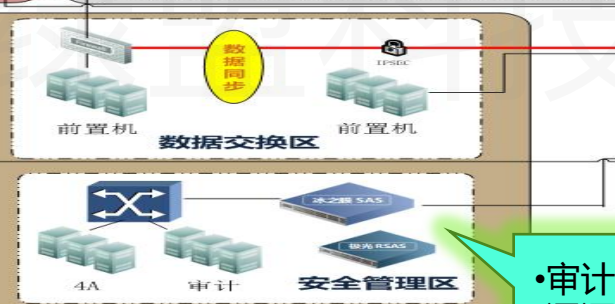 数据同步
IPSEC
前置机
前置机
数据交换区
冰之眼 SAS
极光 RSAS
4A
审计
安全管理区
•审计